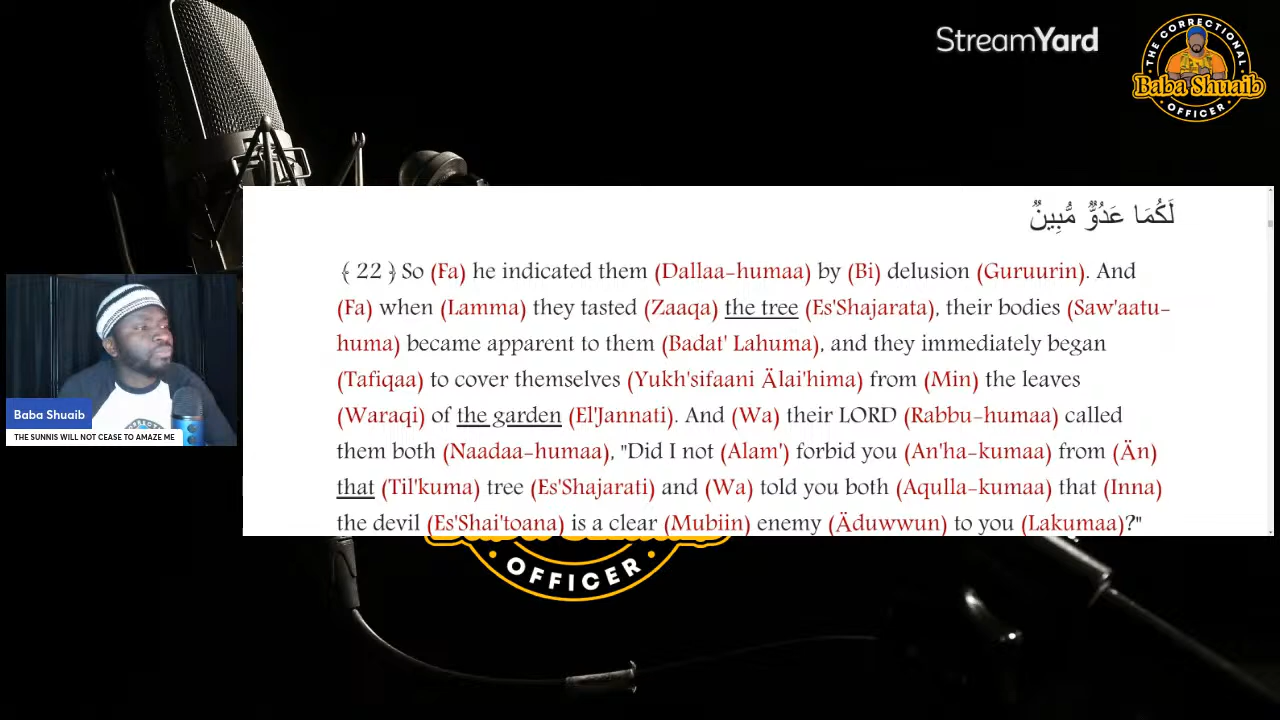 StreamYard
THE CORRECTIONAL
Baba Shuaib
OFFICER
لَكُمَا عَدُوٌّ مُّبِينٌ
﴾ 22 ﴿ So (Fa) he indicated them (Dallaa-humaa) by (Bi) delusion (Guruurin). And
(Fa) when (Lamma) they tasted (Zaaqa) the tree (Es'Shajarata), their bodies (Saw'aatu-
huma) became apparent to them (Badat' Lahuma), and they immediately began
(Tafiqaa) to cover themselves (Yukh'sifaani Älai'hima) from (Min) the leaves
(Waraqi) of the garden (El'Jannati). And (Wa) their LORD (Rabbu-humaa) called
them both (Naadaa-humaa), "Did I not (Alam') forbid you (An'ha-kumaa) from (Än)
that (Til'kuma) tree (Es'Shajarati) and (Wa) told you both (Aqulla-kumaa) that (Inna)
the devil (Es'Shai'toana) is a clear (Mubiin) enemy (Äduwwun) to you (Lakumaa)?"
Baba Shuaib
THE SUNNIS WILL NOT CEASE TO AMAZE ME
OFFICER